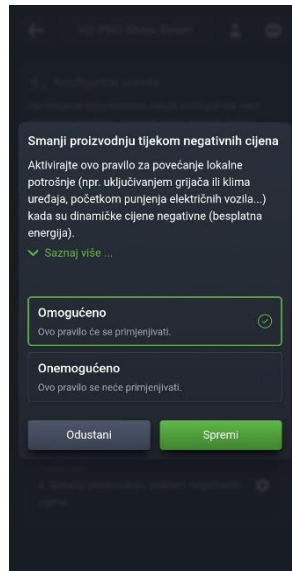 Smanji proizvodnju tijekom negativnih cijena
Aktivirajte ovo pravilo za povećanje lokalne
potrošnje (npr. uključivanjem grijača ili klima
uređaja, početkom punjenja električnih vozila...)
kada su dinamičke cijene negativne (besplatna
energija).
Saznaj više ...
Omogućeno
Ovo pravilo će se primjenjivati.
Onemogućeno
Ovo pravilo se neće primjenjivati.
Odustani
Spremi